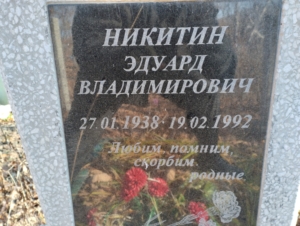 НИКИТИН
ЭДУАРД
ВЛАДИМИРОВИЧ
27.01.1938 - 19.02.1992
Любим, помним,
скорбим
родные